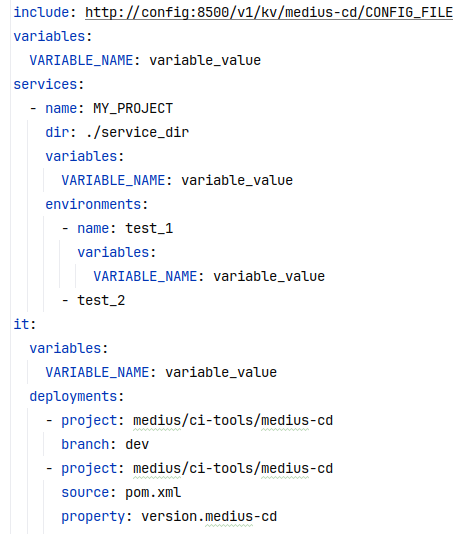 include: http://config:8500/v1/kv/medius-cd/CONFIG_FILE
variables:
  VARIABLE_NAME: variable_value
services:
  - name: MY_PROJECT
    dir: ./service_dir
    variables:
      VARIABLE_NAME: variable_value
    environments:
      - name: test_1
        variables:
          VARIABLE_NAME: variable_value
      - test_2
it:
  variables:
    VARIABLE_NAME: variable_value
  deployments:
    - project: medius/ci-tools/medius-cd
      branch: dev
    - project: medius/ci-tools/medius-cd
      source: pom.xml
      property: version.medius-cd